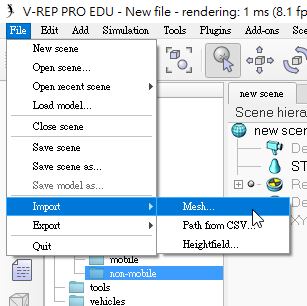 V-REP PRO EDU - New file - rendering: 1 ms (8.1 fp
File Edit Add Simulation Tools Plugins Add-ons Sce
New scene
Open scene...
Open recent scene
Load model...
Close scene
Save scene
Save scene as...
Save model as...
Import
Export
Quit
Mesh...
Path from CSV...
Heightfield...
new scene
Scene hiera
new scen
De
ST
Re
De
XY
mobile
non-mobile
tools
vehicles